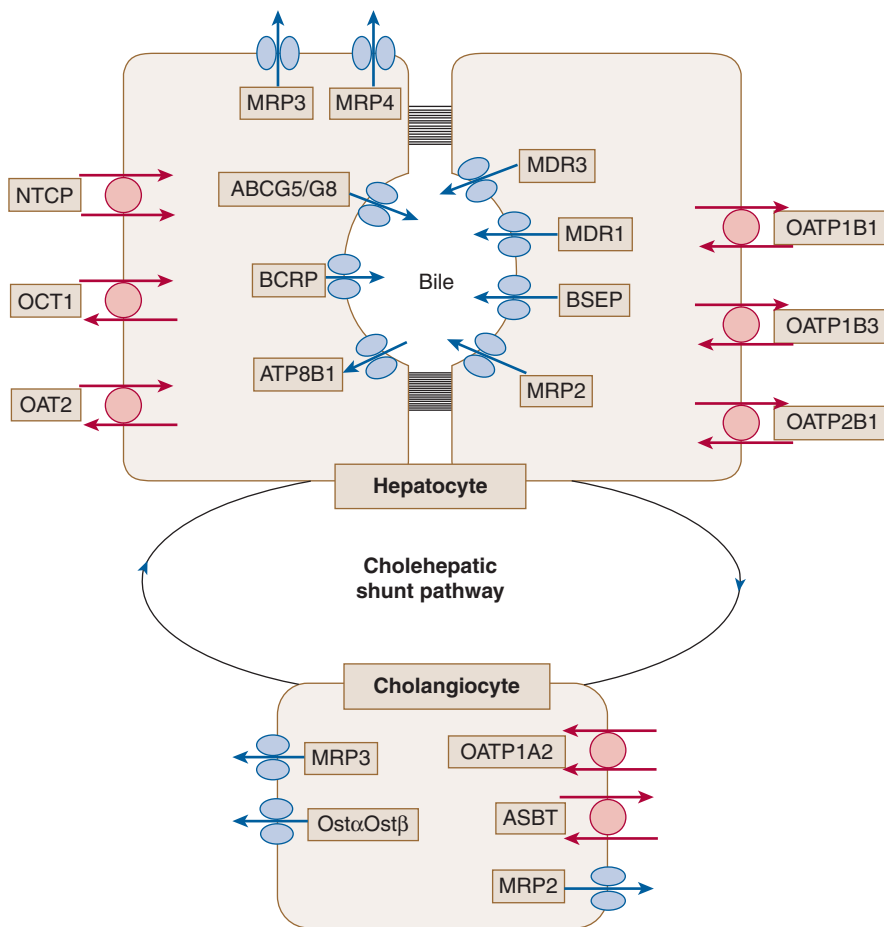 MRP3
MRP4
NTCP
ABCG5/G8
MDR3
OATP1B1
MDR1
OCT1
BCRP
Bile
BSEP
OATP1B3
OAT2
ATP8B1
MRP2
OATP2B1
Hepatocyte
Cholehepatic
shunt pathway
Cholangiocyte
MRP3
OATP1A2
OstαOstβ
ASBT
MRP2